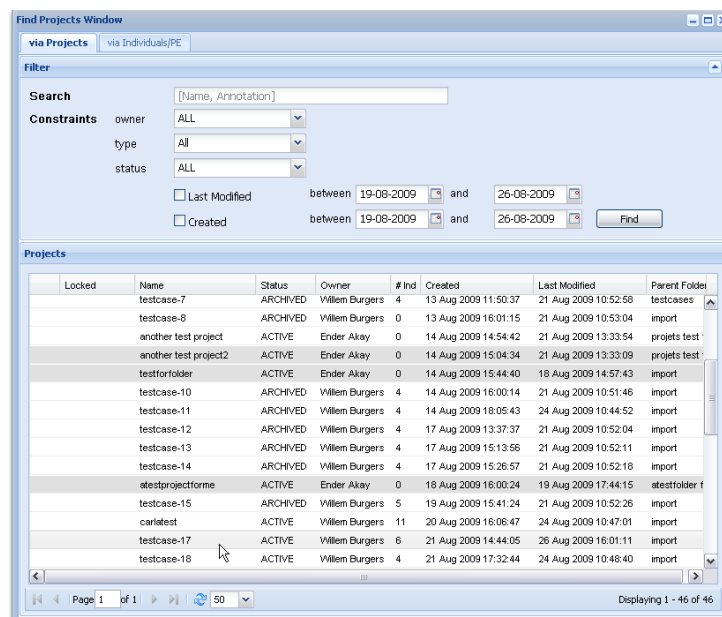 Find Projects Window
via Projects via Individuals/PE
Filter
Search [Name, Annotation]
Constraints owner ALL
type All
status ALL
Last Modified between 19-08-2009 and 26-08-2009
Created between 19-08-2009 and 26-08-2009 Find
Projects
Locked Name Status Owner # Ind Created Last Modified Parent Folder
testcase-7 ARCHIVED Willem Burgers 4 13 Aug 2009 11:50:37 21 Aug 2009 10:52:58 testcases
testcase-8 ARCHIVED Willem Burgers 0 13 Aug 2009 16:01:15 21 Aug 2009 10:53:04 import
another test project ACTIVE Ender Akay 0 14 Aug 2009 14:54:42 21 Aug 2009 13:33:54 projets test
another test project2 ACTIVE Ender Akay 0 14 Aug 2009 15:04:34 21 Aug 2009 13:33:09 projets test
testforfolder ACTIVE Ender Akay 0 14 Aug 2009 15:44:40 18 Aug 2009 14:57:43 import
testcase-10 ARCHIVED Willem Burgers 4 14 Aug 2009 16:00:14 21 Aug 2009 10:51:46 import
testcase-11 ARCHIVED Willem Burgers 4 14 Aug 2009 18:05:43 24 Aug 2009 10:44:52 import
testcase-12 ARCHIVED Willem Burgers 4 17 Aug 2009 13:37:37 21 Aug 2009 10:52:04 import
testcase-13 ARCHIVED Willem Burgers 4 17 Aug 2009 15:13:56 21 Aug 2009 10:52:11 import
testcase-14 ARCHIVED Willem Burgers 4 17 Aug 2009 15:26:57 21 Aug 2009 10:52:18 import
atestprojectforme ACTIVE Ender Akay 0 18 Aug 2009 16:00:24 19 Aug 2009 17:44:15 atestfolder f
testcase-15 ARCHIVED Willem Burgers 5 19 Aug 2009 15:41:24 21 Aug 2009 10:52:26 import
carlatest ACTIVE Willem Burgers 11 20 Aug 2009 16:06:47 24 Aug 2009 10:47:01 import
testcase-17 ACTIVE Willem Burgers 6 21 Aug 2009 14:44:05 26 Aug 2009 16:01:11 import
testcase-18 ACTIVE Willem Burgers 4 21 Aug 2009 17:32:44 24 Aug 2009 10:48:40 import
Page 1 of 1 50 Displaying 1 - 46 of 46